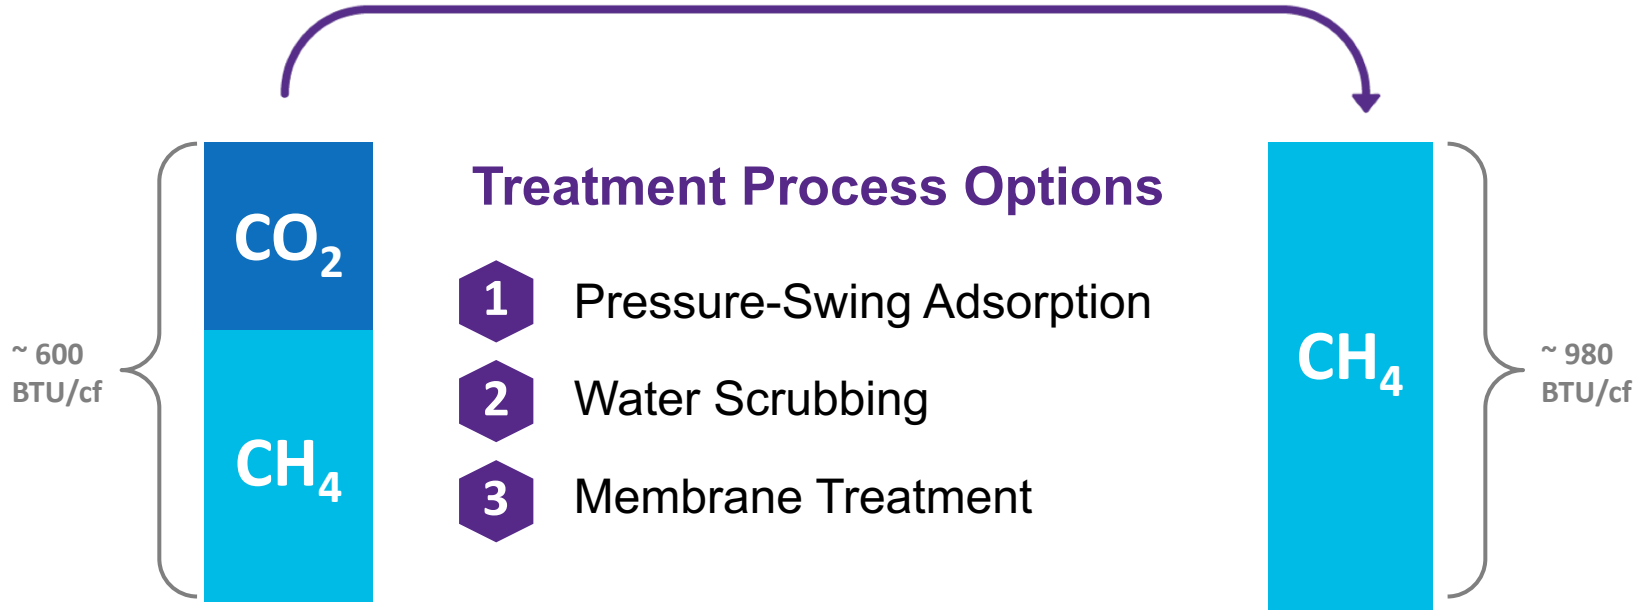 Treatment Process Options
CO₂
CH₄
~ 600
BTU/cf
1 Pressure-Swing Adsorption
2 Water Scrubbing
3 Membrane Treatment
CH₄
~ 980
BTU/cf